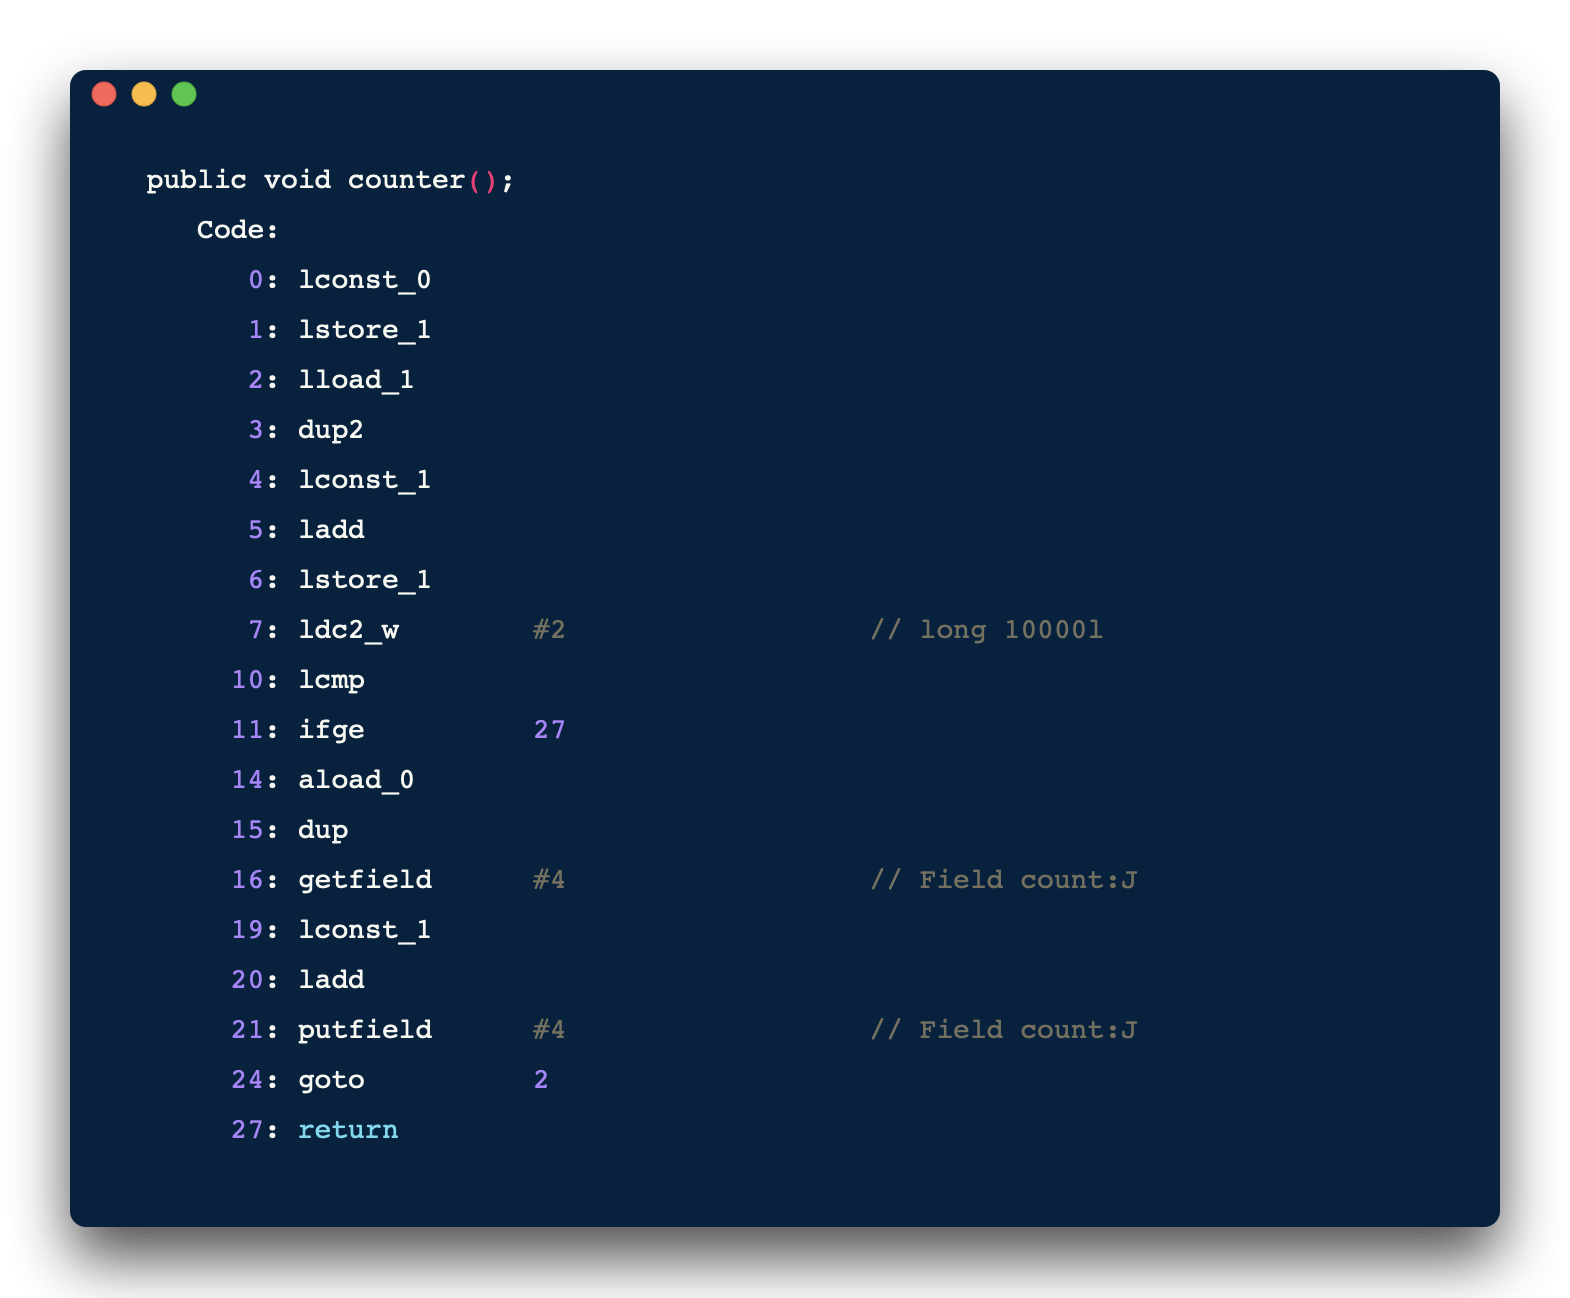 public void counter();
Code:
0: lconst_0
1: lstore_1
2: lload_1
3: dup2
4: lconst_1
5: ladd
6: lstore_1
7: ldc2_w #2 // long 10000l
10: lcmp
11: ifge 27
14: aload_0
15: dup
16: getfield #4 // Field count:J
19: lconst_1
20: ladd
21: putfield #4 // Field count:J
24: goto 2
27: return